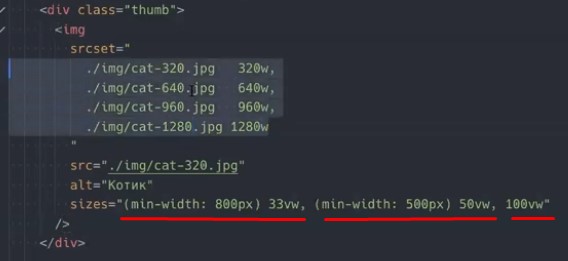 <div class="thumb">
<img
srcset="
./img/cat-320.jpg 320w,
./img/cat-640.jpg 640w,
./img/cat-960.jpg 960w,
./img/cat-1280.jpg 1280w
"
src="./img/cat-320.jpg"
alt="Котик"
sizes="(min-width: 800px) 33vw, (min-width: 500px) 50vw, 100vw"
/>
</div>